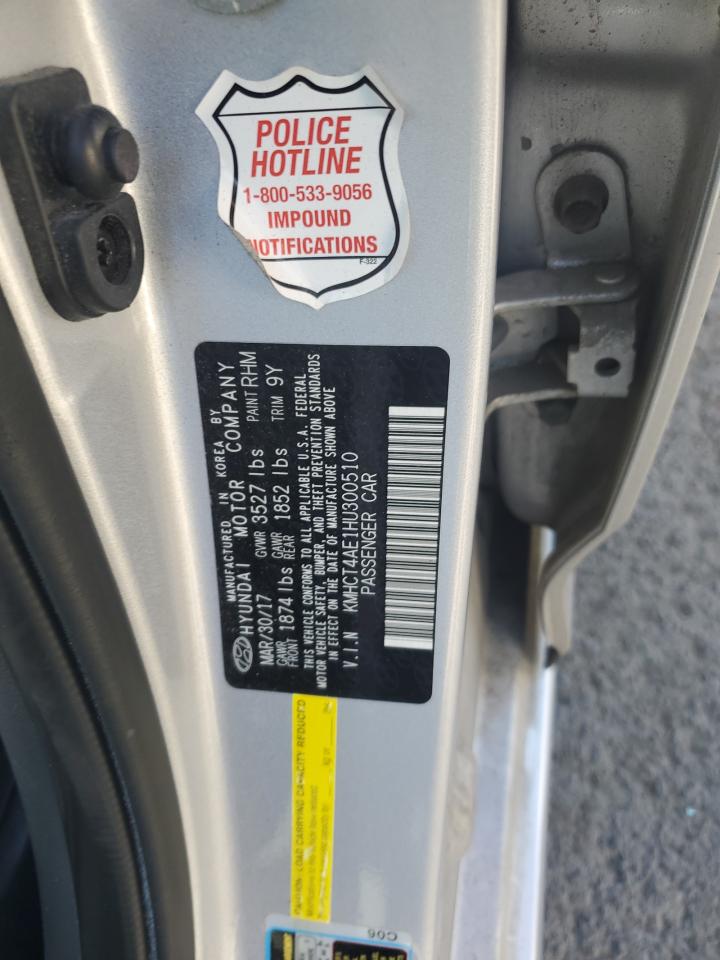 POLICE
HOTLINE
1-800-533-9056
IMPOUND
NOTIFICATIONS
F-355
MANUFACTURED IN KOREA BY
HYUNDAI MOTOR COMPANY
MAR/30/17 GVWR 3527 lbs PAINT RHM
GAWR FRONT 1874 lbs GAWR REAR 1852 lbs TRIM 9Y
THIS VEHICLE CONFORMS TO ALL APPLICABLE U.S.A. FEDERAL
MOTOR VEHICLE SAFETY, BUMPER, AND THEFT PREVENTION STANDARDS
IN EFFECT ON THE DATE OF MANUFACTURE SHOWN ABOVE
V.I.N KMHCT4AE1HU300510
PASSENGER CAR
CAUTION - LOAD CARRYING CAPACITY REDUCED
C06